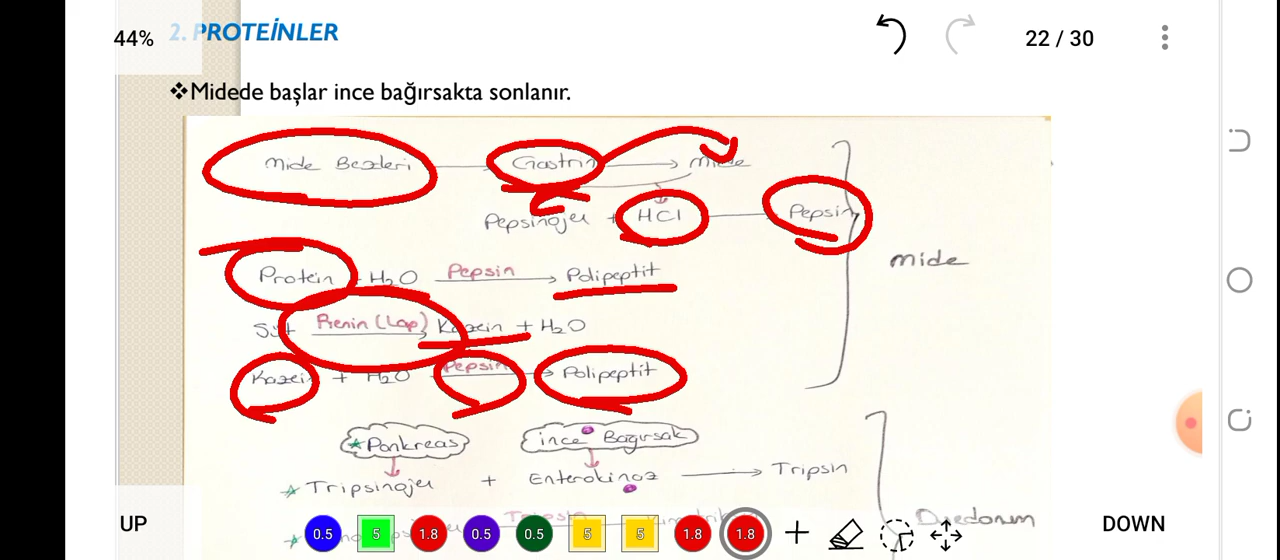 44%
2. PROTEİNLER
22 / 30
❖Midede başlar ince bağırsakta sonlanır.
Mide Bezleri Gastrin → Mide
Pepsinojen + HCl Pepsin
Protein + H₂O Pepsin → Polipeptit
Mide
Süt Renin (Lap) → Kazein + H₂O
Kazein + H₂O Pepsin → Polipeptit
*Pankreas ince Bağırsak
Tripsinojen + Enterokinaz → Tripsin
UP
Tripsin
Duedonum
DOWN
0.5 5 1.8 0.5 0.5 5 5 1.8 1.8 +